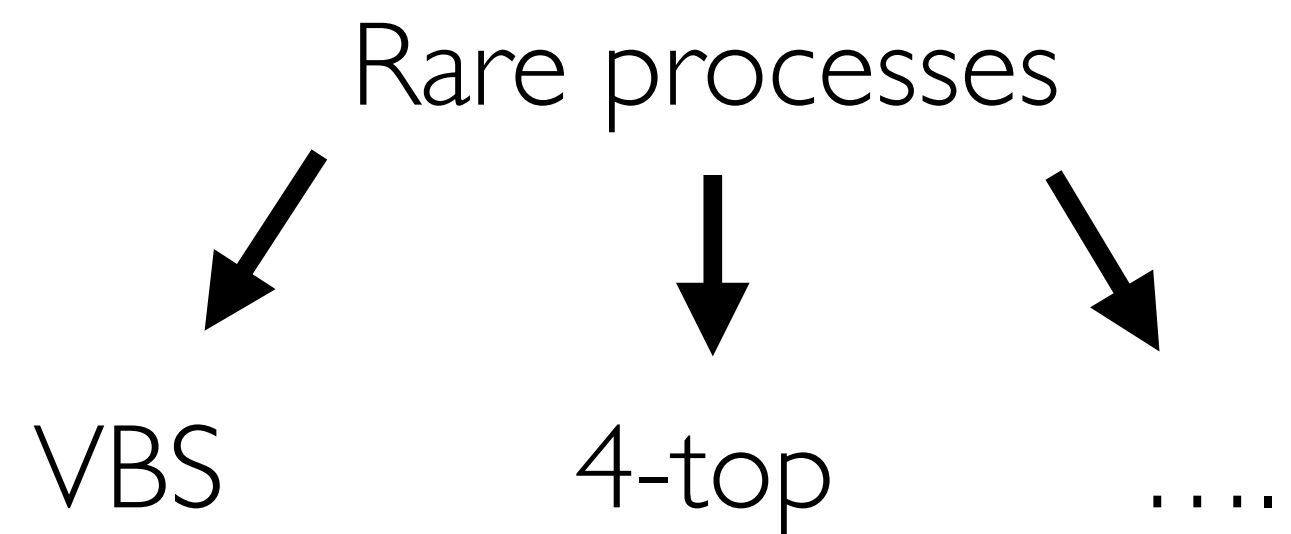 Rare processes
VBS 4-top ....